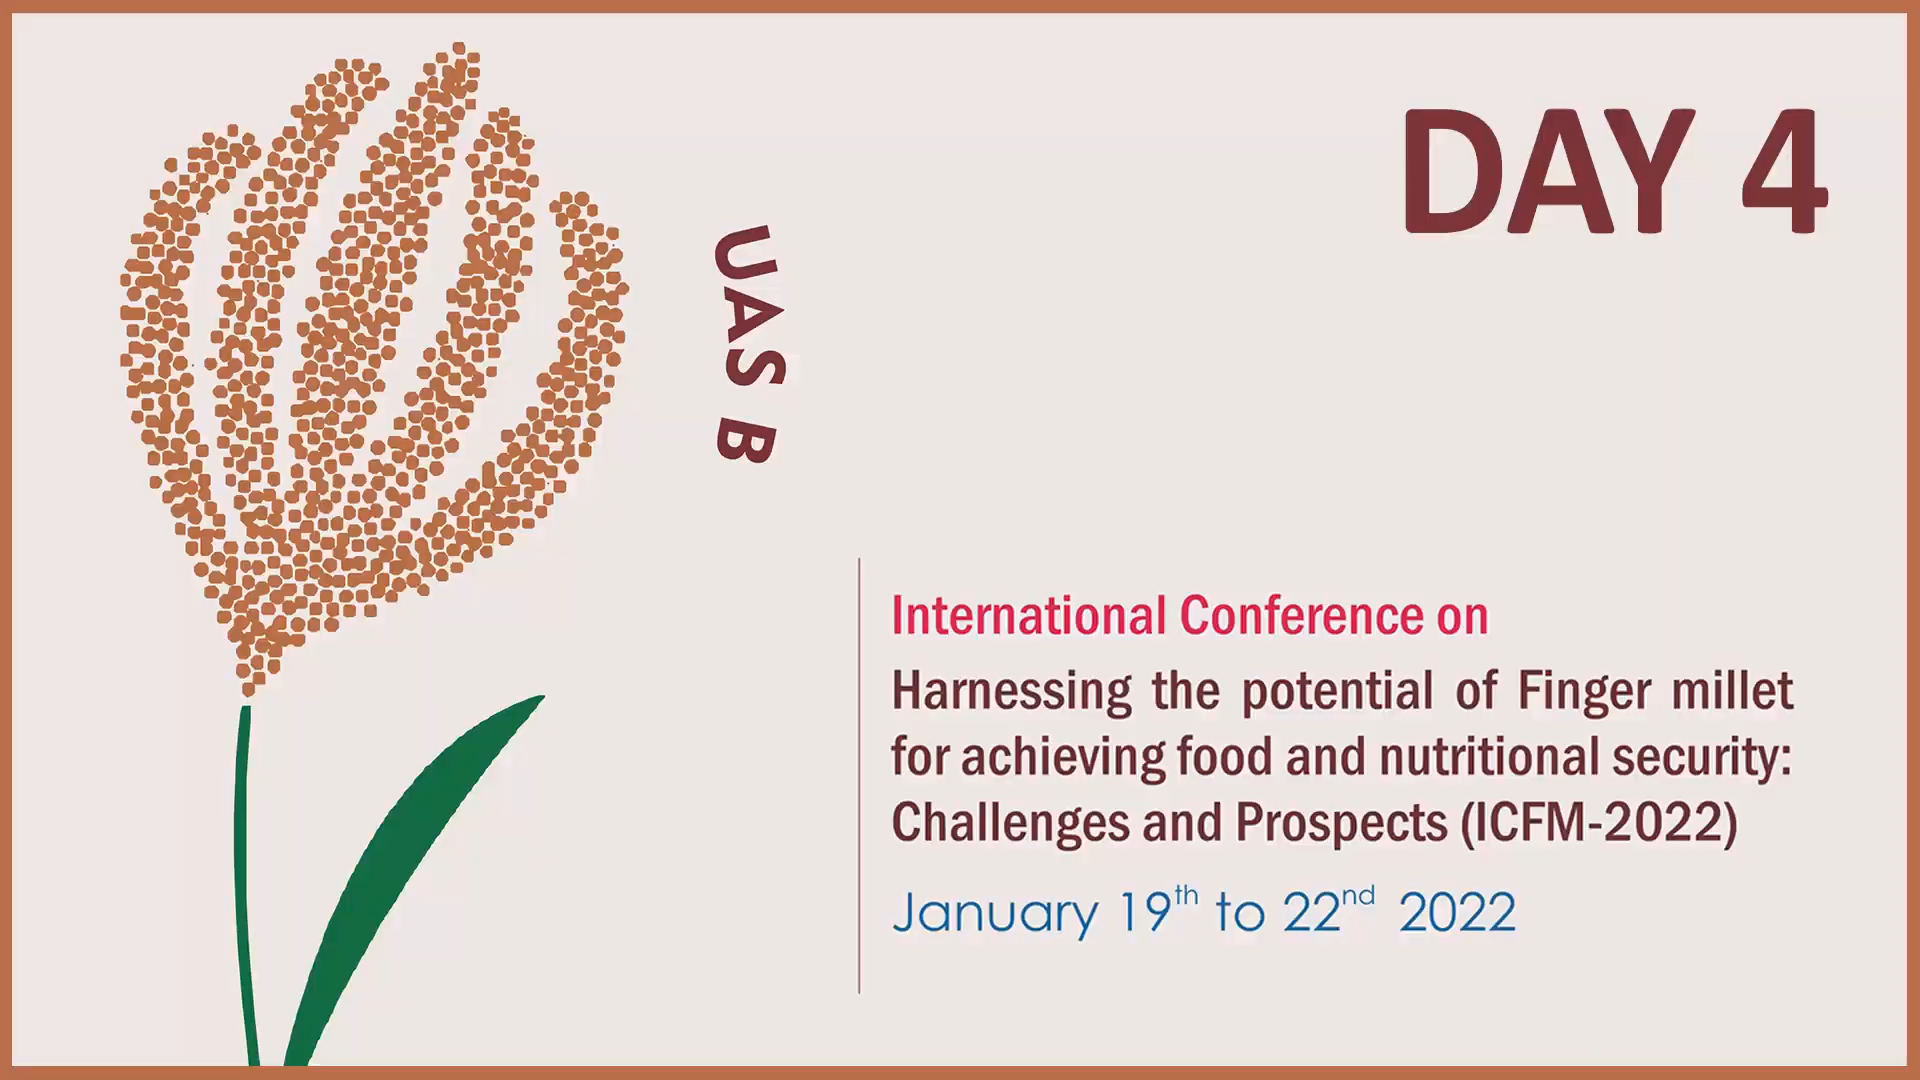 DAY 4
UAS B
International Conference on
Harnessing the potential of Finger millet
for achieving food and nutritional security:
Challenges and Prospects (ICFM-2022)
January 19th to 22nd 2022